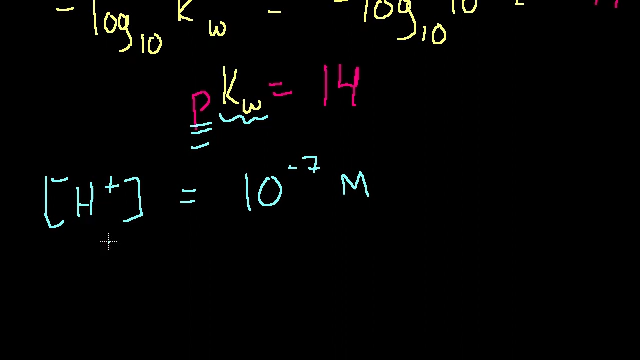 - log₁₀ Kw = - log₁₀ 10
pKw = 14
[H⁺] = 10⁻⁷ M